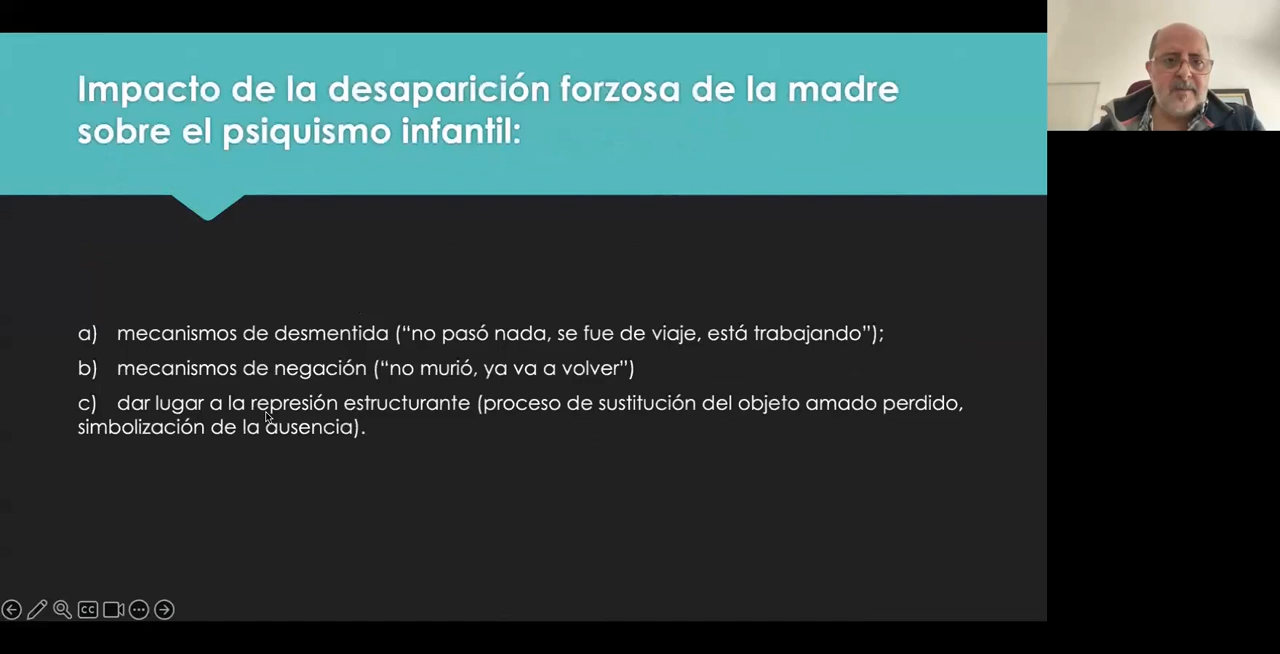 Impacto de la desaparición forzosa de la madre
sobre el psiquismo infantil:
a) mecanismos de desmentida (“no pasó nada, se fue de viaje, está trabajando”);
b) mecanismos de negación (“no murió, ya va a volver”)
c) dar lugar a la represión estructurante (proceso de sustitución del objeto amado perdido,
simbolización de la ausencia).
CC